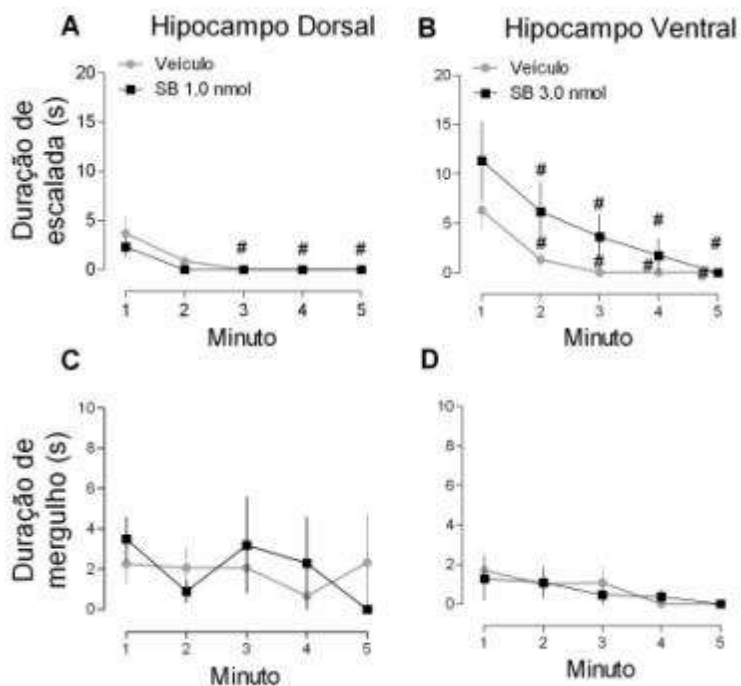 A Hipocampo Dorsal
Veículo
SB 1,0 nmol
Duração de
escalada (s)
20
15
10
5
0
# # #
1 2 3 4 5
Minuto
B Hipocampo Ventral
Veículo
SB 3,0 nmol
20
15
10
5
0
# # # #
# # # #
1 2 3 4 5
Minuto
C
Duração de
mergulho (s)
10
8
6
4
2
0
1 2 3 4 5
Minuto
D
10
8
6
4
2
0
1 2 3 4 5
Minuto